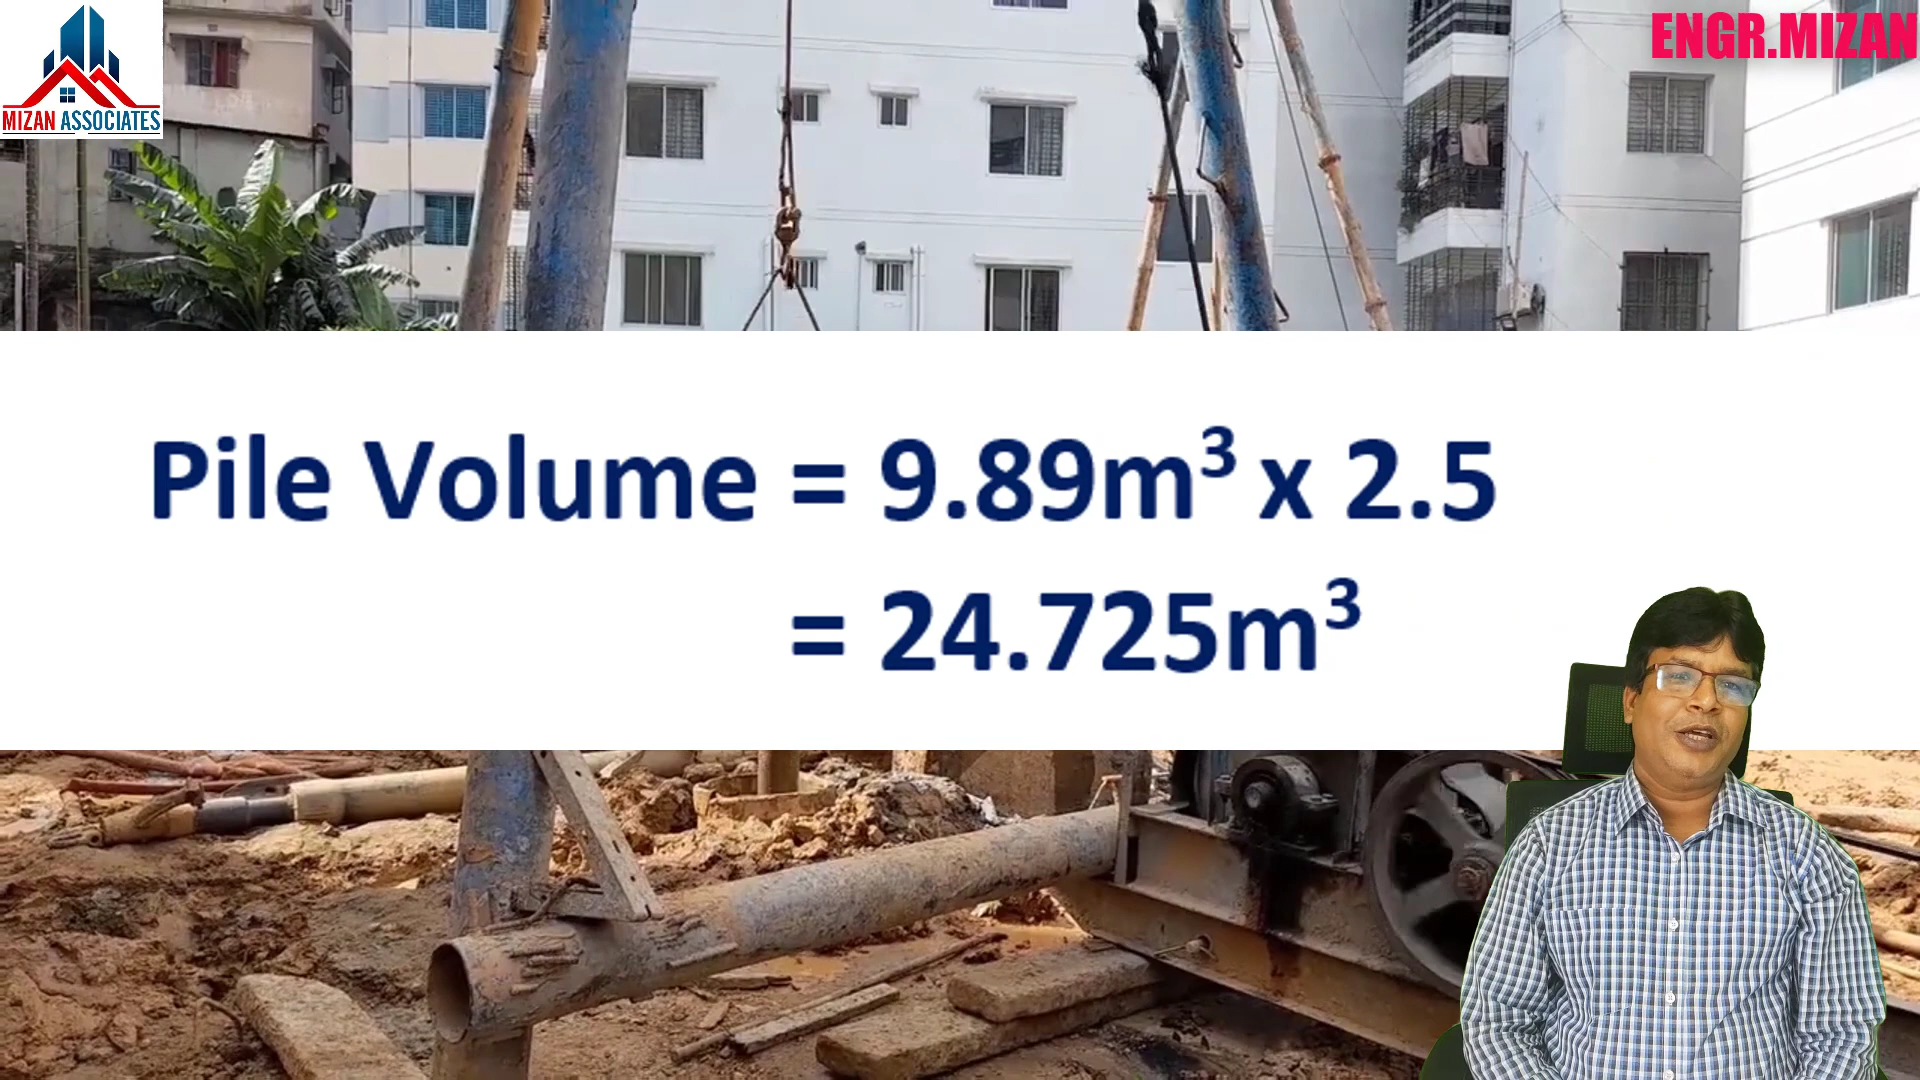 MIZAN ASSOCIATES
ENGR.MIZAN
Pile Volume = 9.89m³ x 2.5
= 24.725m³